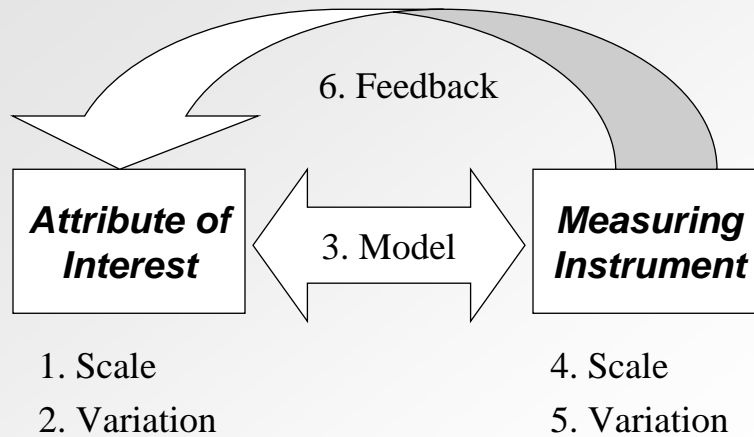 6. Feedback
Attribute of
Interest
3. Model
Measuring
Instrument
1. Scale
2. Variation
4. Scale
5. Variation